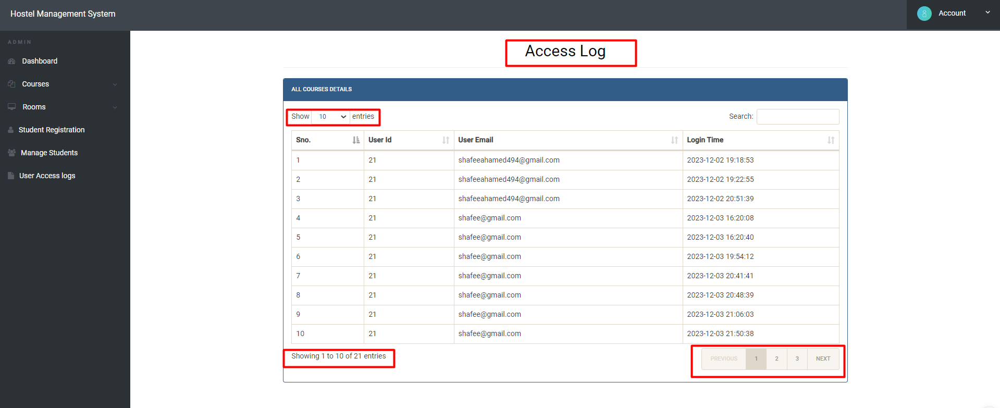 Hostel Management System
Account
ADMIN
Dashboard
Courses
Rooms
Student Registration
Manage Students
User Access logs
Access Log
ALL COURSES DETAILS
Show 10 entries
Search:
Sno. User Id User Email Login Time
1 21 shafeeahamed494@gmail.com 2023-12-02 19:18:53
2 21 shafeeahamed494@gmail.com 2023-12-02 19:22:55
3 21 shafeeahamed494@gmail.com 2023-12-02 20:51:39
4 21 shafee@gmail.com 2023-12-03 16:20:08
5 21 shafee@gmail.com 2023-12-03 16:20:40
6 21 shafee@gmail.com 2023-12-03 19:54:12
7 21 shafee@gmail.com 2023-12-03 20:41:41
8 21 shafee@gmail.com 2023-12-03 20:48:39
9 21 shafee@gmail.com 2023-12-03 21:06:03
10 21 shafee@gmail.com 2023-12-03 21:50:38
Showing 1 to 10 of 21 entries
PREVIOUS 1 2 3 NEXT